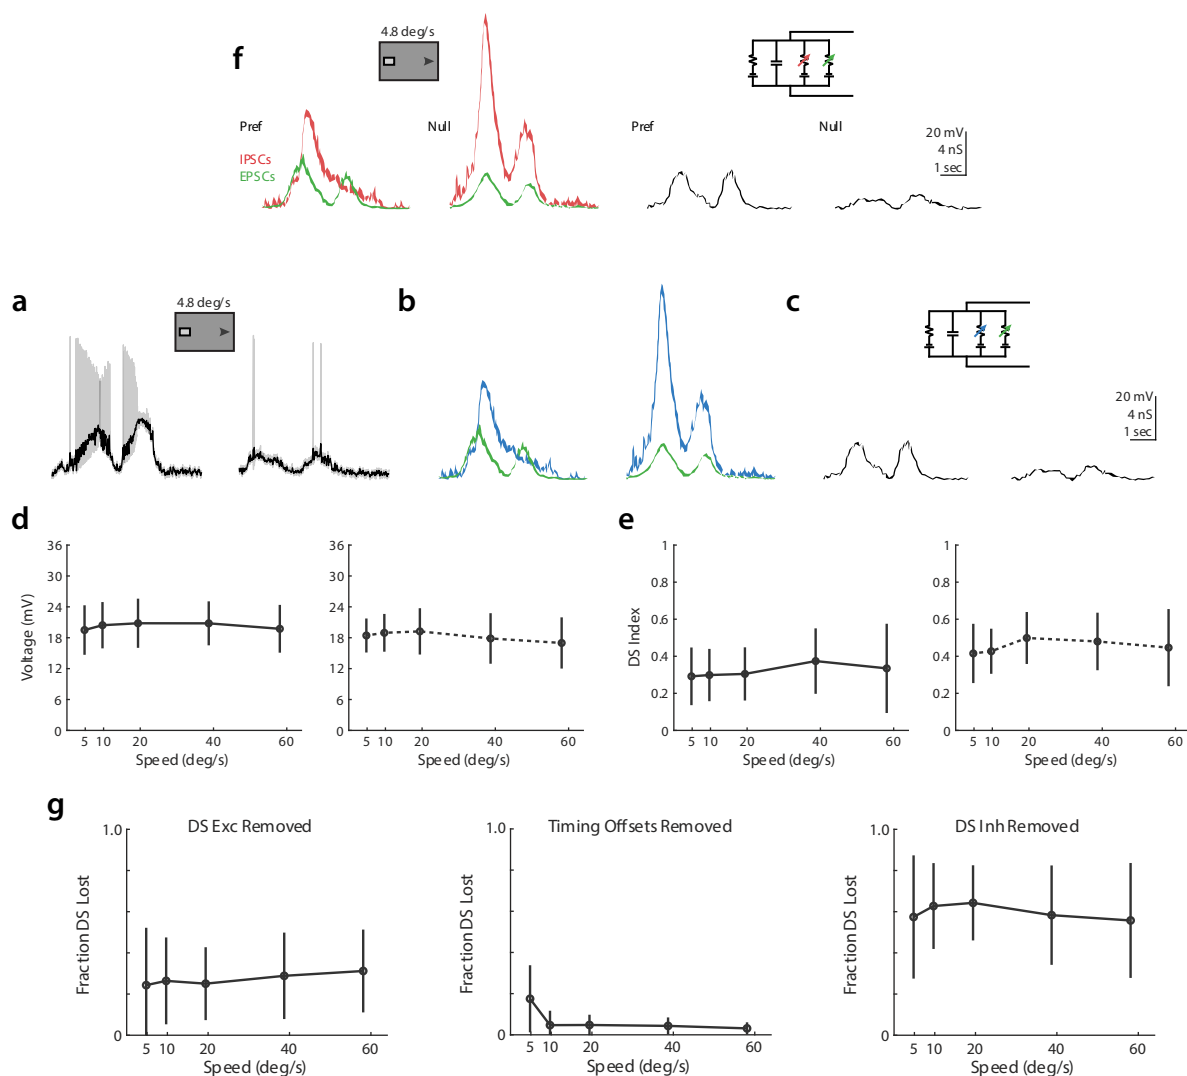 f
4.8 deg/s
Pref
Null
Pref
Null
IPSCs
EPSCs
20 mV
4 nS
1 sec
a
4.8 deg/s
b
c
20 mV
4 nS
1 sec
d
e
36
30
24
18
12
6
0
Voltage (mV)
5 10 20 40 60
Speed (deg/s)
36
30
24
18
12
6
0
5 10 20 40 60
Speed (deg/s)
1
0.8
0.6
0.4
0.2
0
DS Index
5 10 20 40 60
Speed (deg/s)
1
0.8
0.6
0.4
0.2
0
5 10 20 40 60
Speed (deg/s)
g
DS Exc Removed
1.0
0
Fraction DS Lost
5 10 20 40 60
Speed (deg/s)
Timing Offsets Removed
1.0
0
Fraction DS Lost
5 10 20 40 60
Speed (deg/s)
DS Inh Removed
1.0
0
Fraction DS Lost
5 10 20 40 60
Speed (deg/s)